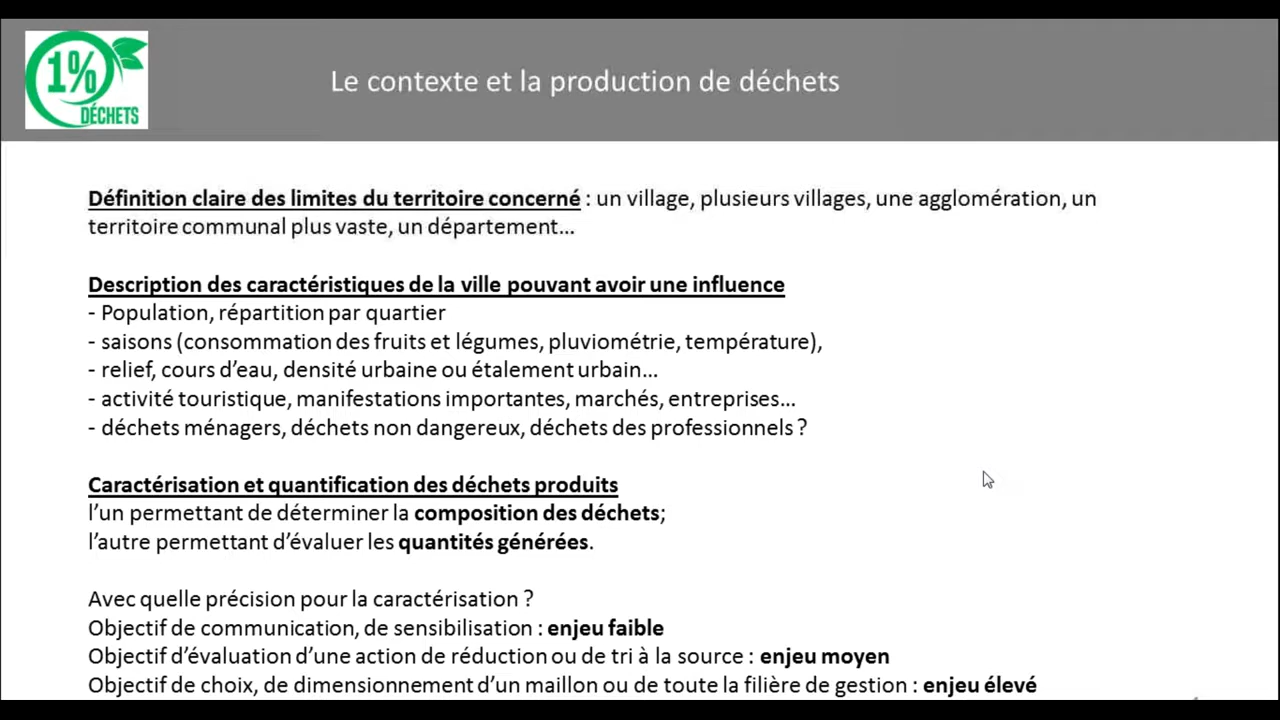 1%
DÉCHETS
Le contexte et la production de déchets
Définition claire des limites du territoire concerné : un village, plusieurs villages, une agglomération, un
territoire communal plus vaste, un département...
Description des caractéristiques de la ville pouvant avoir une influence
- Population, répartition par quartier
- saisons (consommation des fruits et légumes, pluviométrie, température),
- relief, cours d'eau, densité urbaine ou étalement urbain...
- activité touristique, manifestations importantes, marchés, entreprises...
- déchets ménagers, déchets non dangereux, déchets des professionnels ?
Caractérisation et quantification des déchets produits
l'un permettant de déterminer la composition des déchets;
l'autre permettant d'évaluer les quantités générées.
Avec quelle précision pour la caractérisation ?
Objectif de communication, de sensibilisation : enjeu faible
Objectif d'évaluation d'une action de réduction ou de tri à la source : enjeu moyen
Objectif de choix, de dimensionnement d'un maillon ou de toute la filière de gestion : enjeu élevé